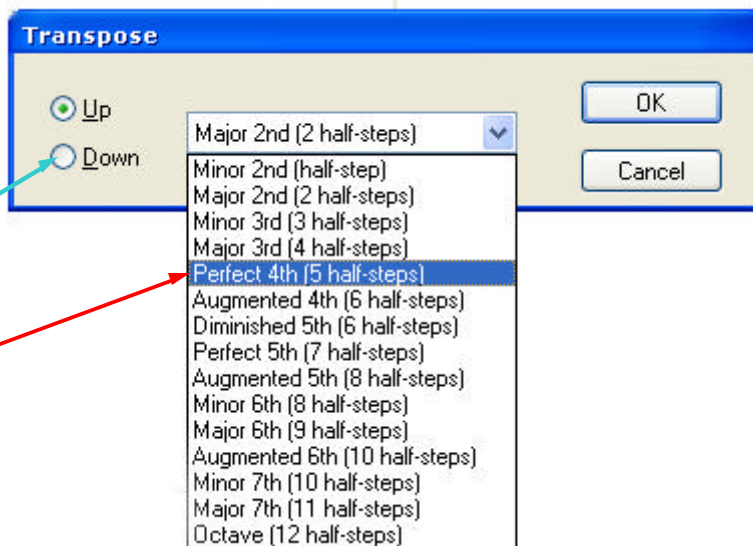 Transpose
Up
Down
Major 2nd (2 half-steps)
OK
Cancel
Minor 2nd (half-step)
Major 2nd (2 half-steps)
Minor 3rd (3 half-steps)
Major 3rd (4 half-steps)
Perfect 4th (5 half-steps)
Augmented 4th (6 half-steps)
Diminished 5th (6 half-steps)
Perfect 5th (7 half-steps)
Augmented 5th (8 half-steps)
Minor 6th (8 half-steps)
Major 6th (9 half-steps)
Augmented 6th (10 half-steps)
Minor 7th (10 half-steps)
Major 7th (11 half-steps)
Octave (12 half-steps)